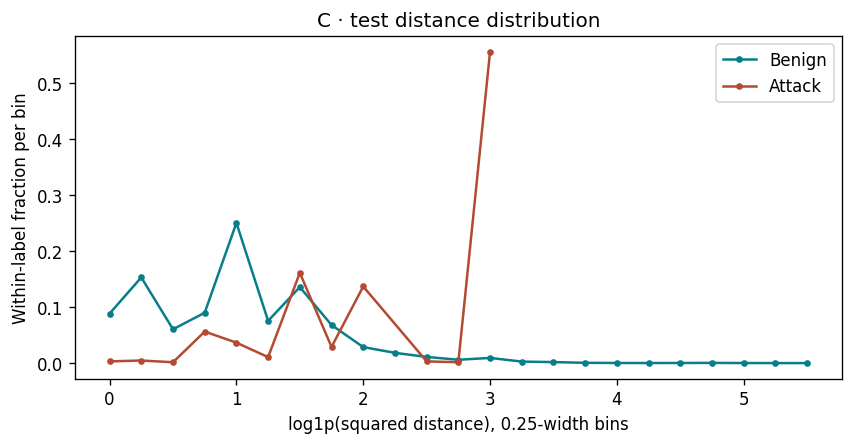 C · test distance distribution
Within-label fraction per bin
0.5
0.4
0.3
0.2
0.1
0.0
Benign
Attack
0 1 2 3 4 5
log1p(squared distance), 0.25-width bins